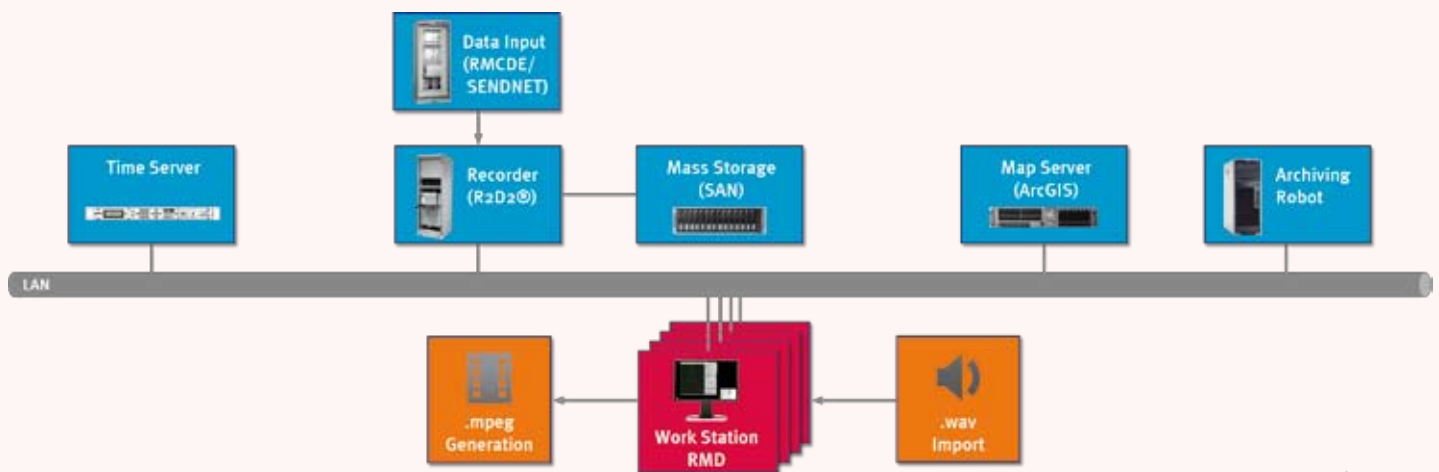 Data Input
(RMCDE/
SENDNET)
Time Server
Recorder
(R2D2®)
Mass Storage
(SAN)
Map Server
(ArcGIS)
Archiving
Robot
LAN
.mpeg
Generation
Work Station
RMD
.wav
Import